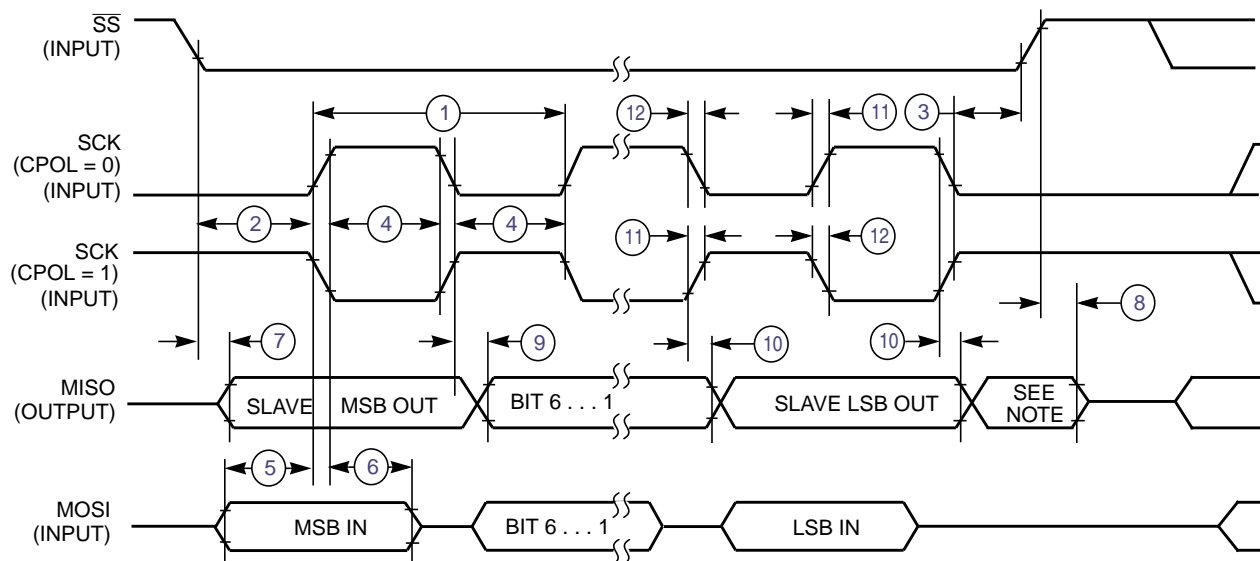 SS
(INPUT)
1
12
11
3
SCK
(CPOL = 0)
(INPUT)
2
4
4
11
12
SCK
(CPOL = 1)
(INPUT)
7
9
10
10
8
MISO
(OUTPUT)
SLAVE MSB OUT
BIT 6 . . . 1
SLAVE LSB OUT
SEE
NOTE
5
6
MOSI
(INPUT)
MSB IN
BIT 6 . . . 1
LSB IN